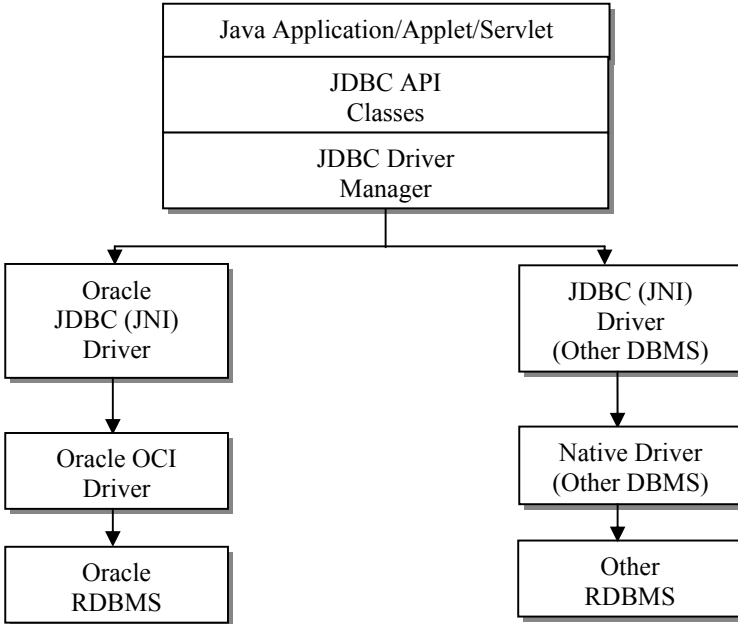 Java Application/Applet/Servlet
JDBC API
Classes
JDBC Driver
Manager
Oracle
JDBC (JNI)
Driver
JDBC (JNI)
Driver
(Other DBMS)
Oracle OCI
Driver
Native Driver
(Other DBMS)
Oracle
RDBMS
Other
RDBMS